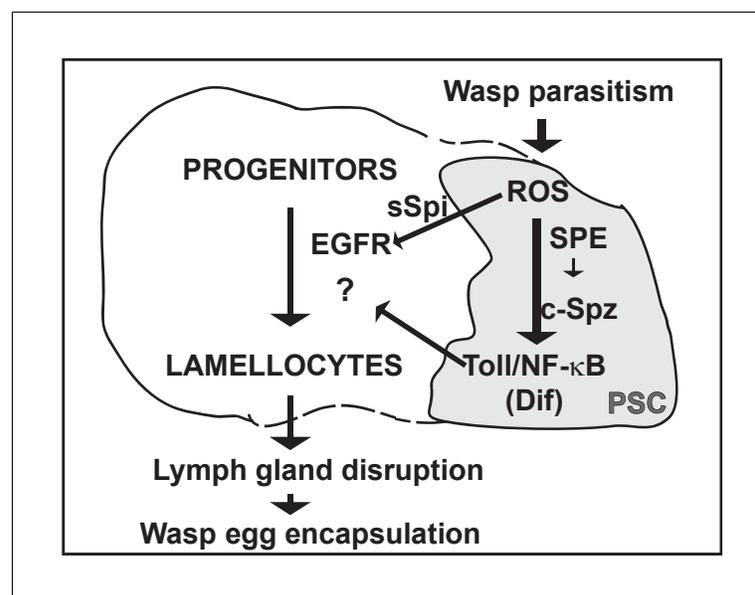 Wasp parasitism
PROGENITORS
ROS
sSpi
EGFR
SPE
?
c-Spz
LAMELLOCYTES
Toll/NF-κB
(Dif)
PSC
Lymph gland disruption
Wasp egg encapsulation